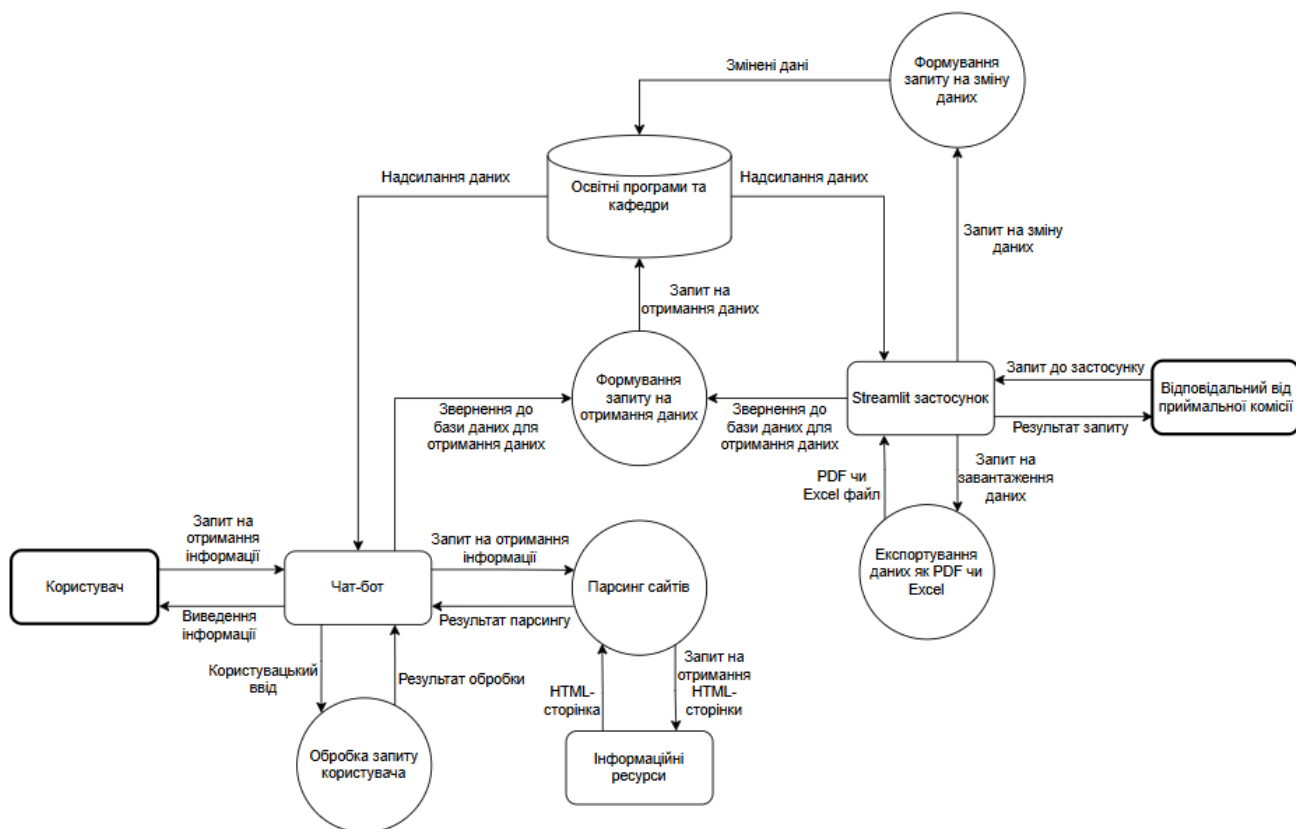 Змінені дані
Формування
запиту на зміну
даних
Надсилання даних
Освітні програми та
кафедри
Надсилання даних
Запит на зміну
даних
Запит на
отримання даних
Формування
запиту на
отримання даних
Звернення до
бази даних для
отримання даних
Звернення до
бази даних для
отримання даних
Streamlit застосунок
Запит до застосунку
Результат запиту
Відповідальний від
приймальної комісії
PDF чи
Excel файл
Запит на
завантаження
даних
Експортування
даних як PDF чи
Excel
Користувач
Запит на
отримання
інформації
Виведення
інформації
Чат-бот
Запит на отримання
інформації
Результат парсингу
Парсинг сайтів
Користувацький
ввід
Результат обробки
Обробка запиту
користувача
HTML-
сторінка
Запит на
отримання
HTML-
сторінки
Інформаційні
ресурси